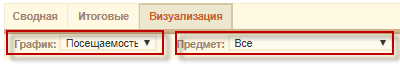 Сводная Итоговые Визуализация
График: Посещаемость Предмет: Все